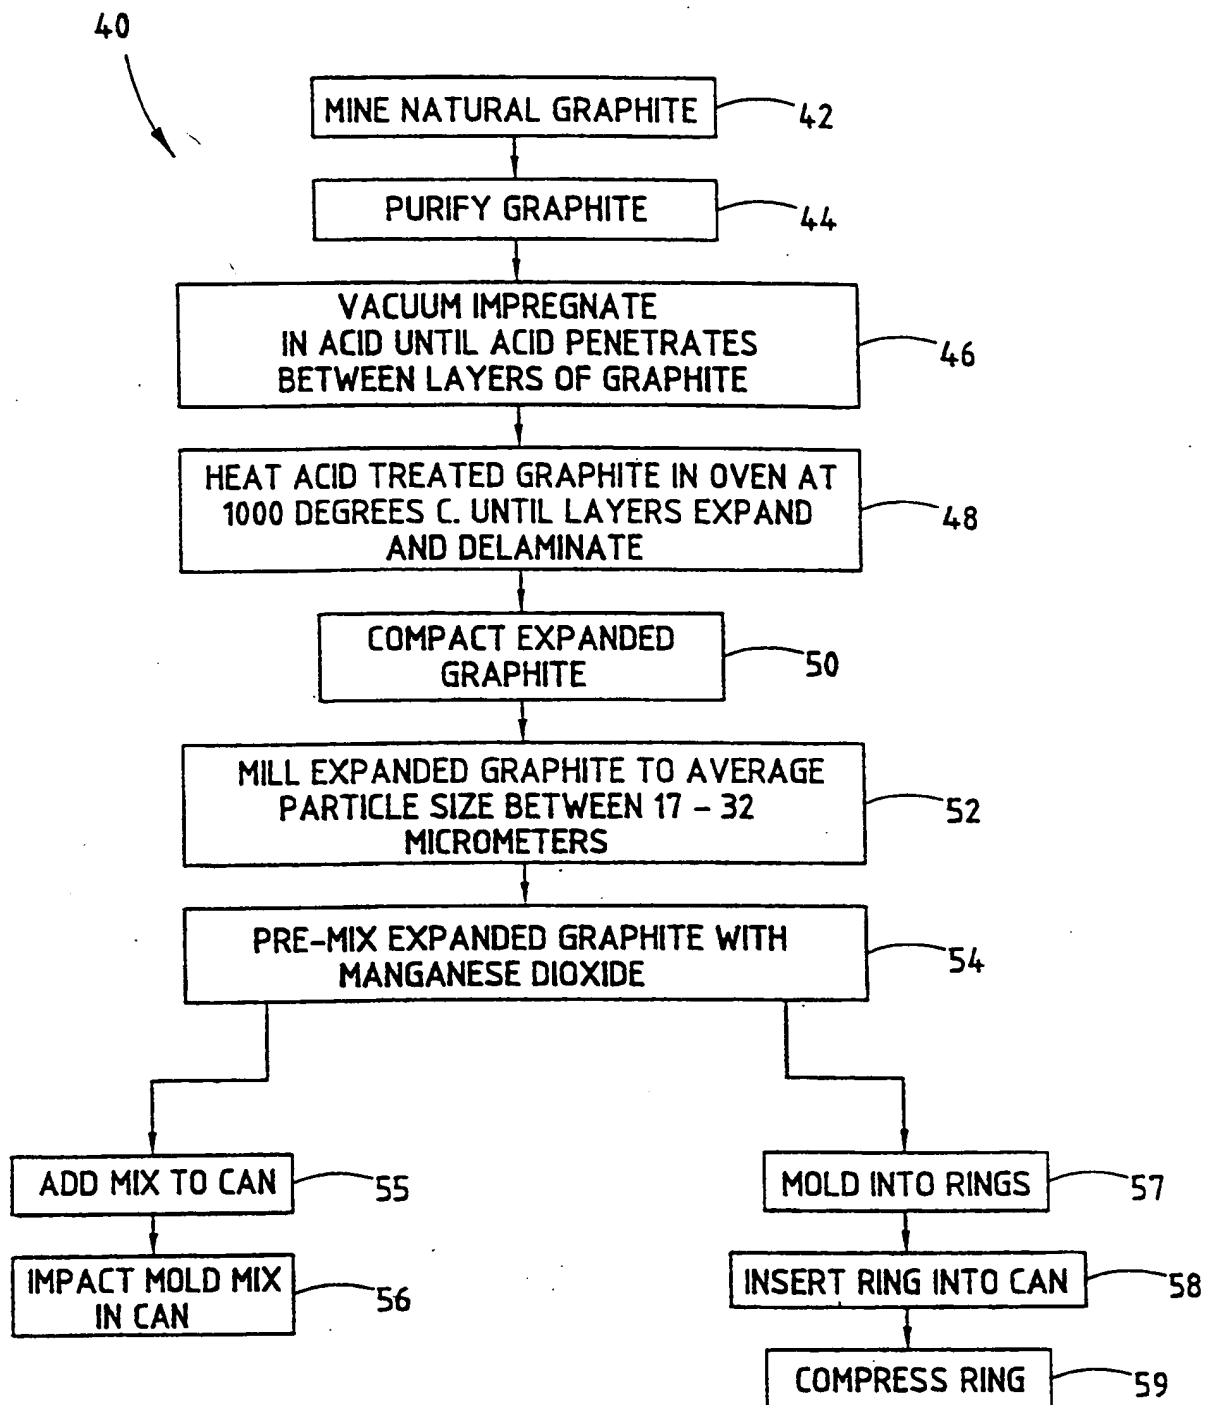 40
MINE NATURAL GRAPHITE
42
PURIFY GRAPHITE
44
VACUUM IMPREGNATE
IN ACID UNTIL ACID PENETRATES
BETWEEN LAYERS OF GRAPHITE
46
HEAT ACID TREATED GRAPHITE IN OVEN AT
1000 DEGREES C. UNTIL LAYERS EXPAND
AND DELAMINATE
48
COMPACT EXPANDED
GRAPHITE
50
MILL EXPANDED GRAPHITE TO AVERAGE
PARTICLE SIZE BETWEEN 17 – 32
MICROMETERS
52
PRE-MIX EXPANDED GRAPHITE WITH
MANGANESE DIOXIDE
54
ADD MIX TO CAN
55
IMPACT MOLD MIX
IN CAN
56
MOLD INTO RINGS
57
INSERT RING INTO CAN
58
COMPRESS RING
59